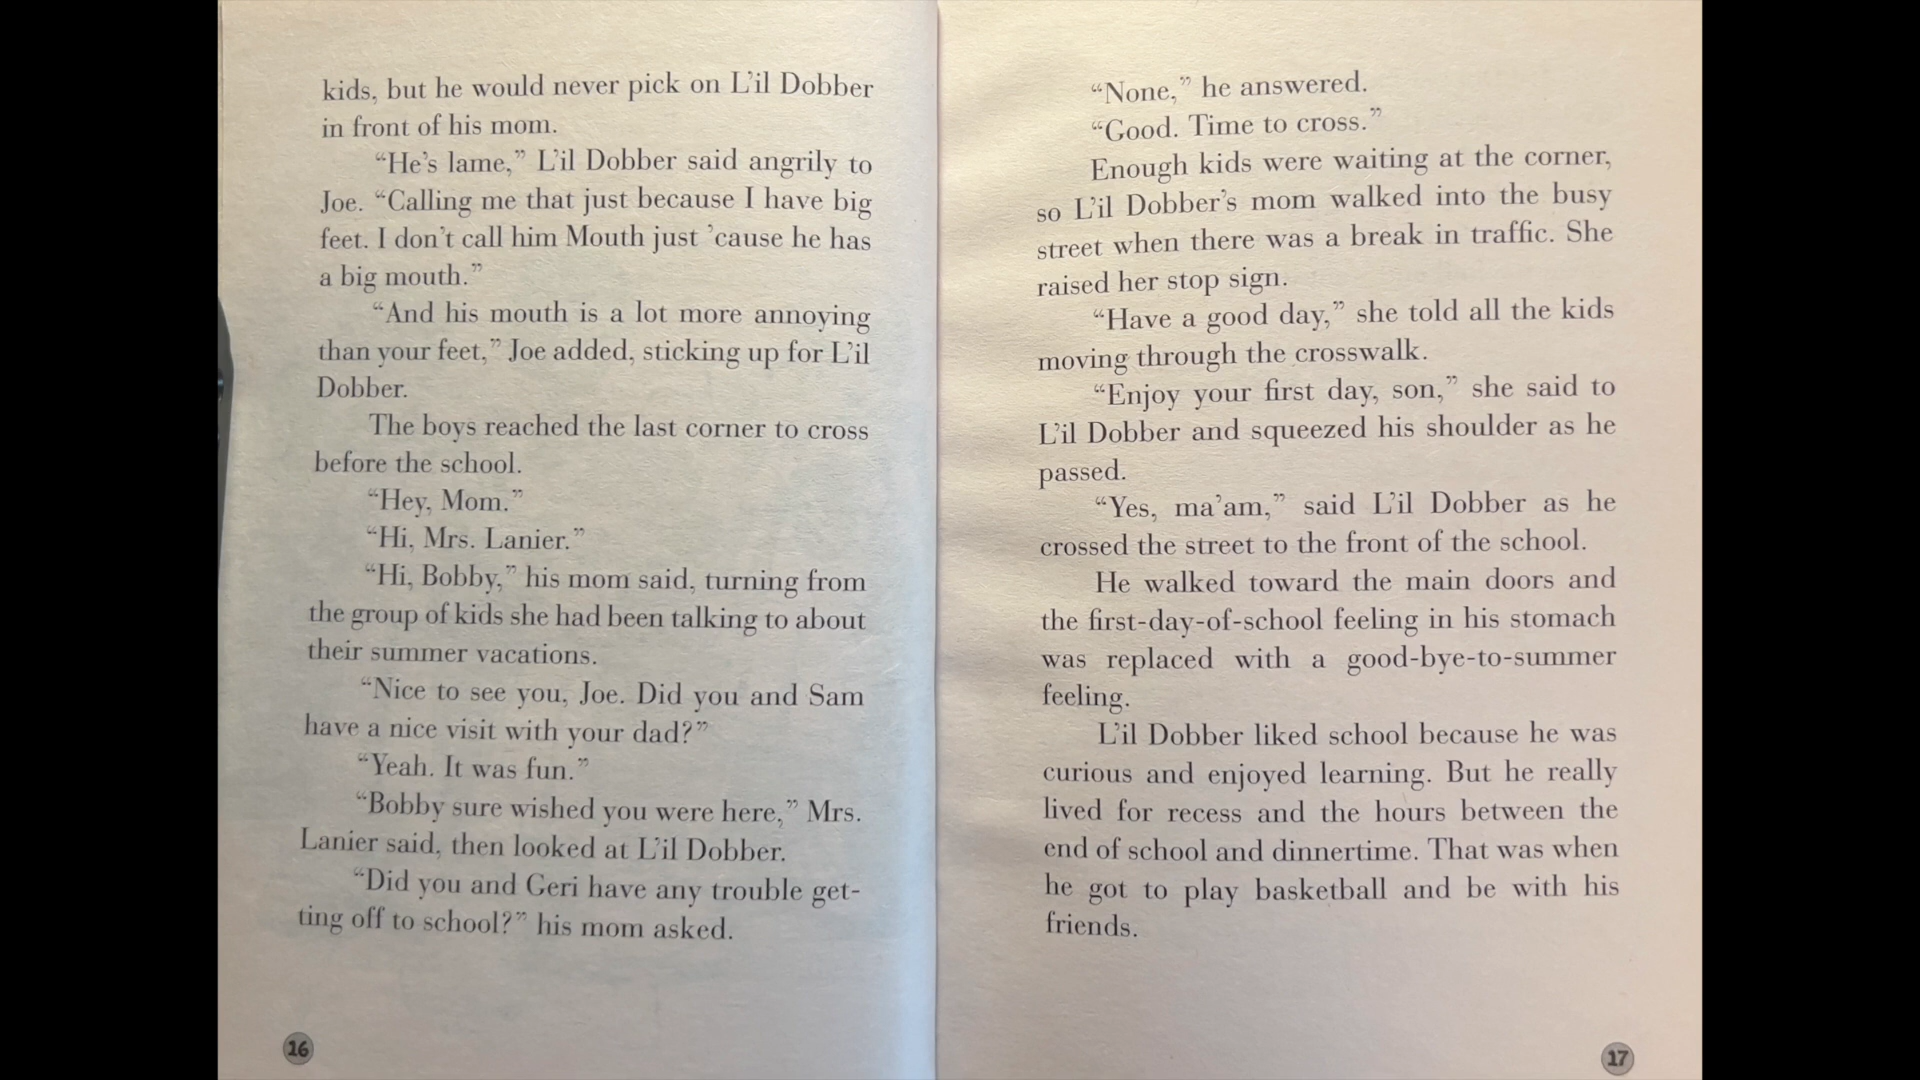 kids, but he would never pick on L'il Dobber
in front of his mom.
"He's lame," L'il Dobber said angrily to
Joe. "Calling me that just because I have big
feet. I don't call him Mouth just 'cause he has
a big mouth."
"And his mouth is a lot more annoying
than your feet," Joe added, sticking up for L'il
Dobber.
The boys reached the last corner to cross
before the school.
"Hey, Mom."
"Hi, Mrs. Lanier."
"Hi, Bobby," his mom said, turning from
the group of kids she had been talking to about
their summer vacations.
"Nice to see you, Joe. Did you and Sam
have a nice visit with your dad?"
"Yeah. It was fun."
"Bobby sure wished you were here," Mrs.
Lanier said, then looked at L'il Dobber.
"Did you and Geri have any trouble get-
ting off to school?" his mom asked.
16
"None," he answered.
"Good. Time to cross."
Enough kids were waiting at the corner,
so L'il Dobber's mom walked into the busy
street when there was a break in traffic. She
raised her stop sign.
"Have a good day," she told all the kids
moving through the crosswalk.
"Enjoy your first day, son," she said to
L'il Dobber and squeezed his shoulder as he
passed.
"Yes, ma'am," said L'il Dobber as he
crossed the street to the front of the school.
He walked toward the main doors and
the first-day-of-school feeling in his stomach
was replaced with a good-bye-to-summer
feeling.
L'il Dobber liked school because he was
curious and enjoyed learning. But he really
lived for recess and the hours between the
end of school and dinnertime. That was when
he got to play basketball and be with his
friends.
17